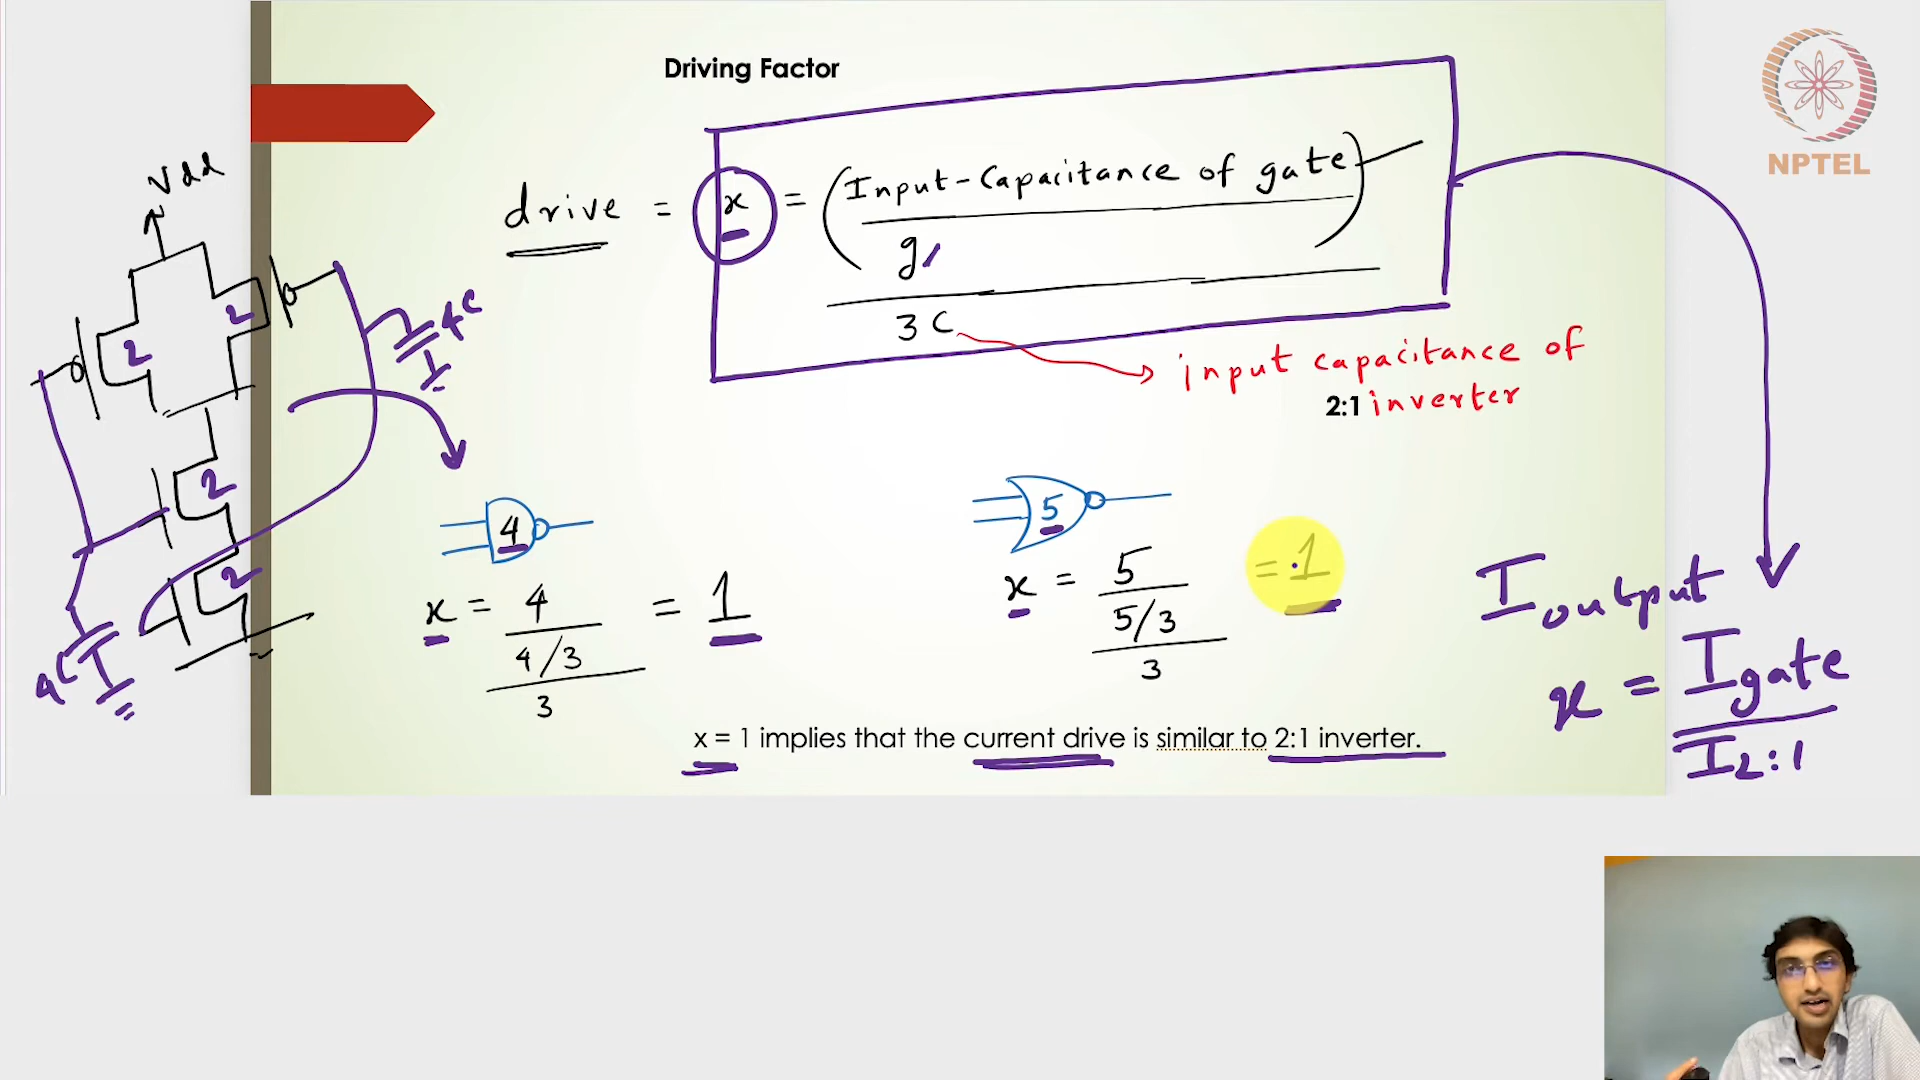 Driving Factor
NPTEL
Vdd
drive = x = (Input-Capacitance of gate
g)
3C
input capacitance of
2:1 inverter
2
2
4C
2
2
4C
4
x = 4
4/3
3
= 1
5
x = 5
5/3
3
= 1
I output
x = I gate
I 2:1
x = 1 implies that the current drive is similar to 2:1 inverter.